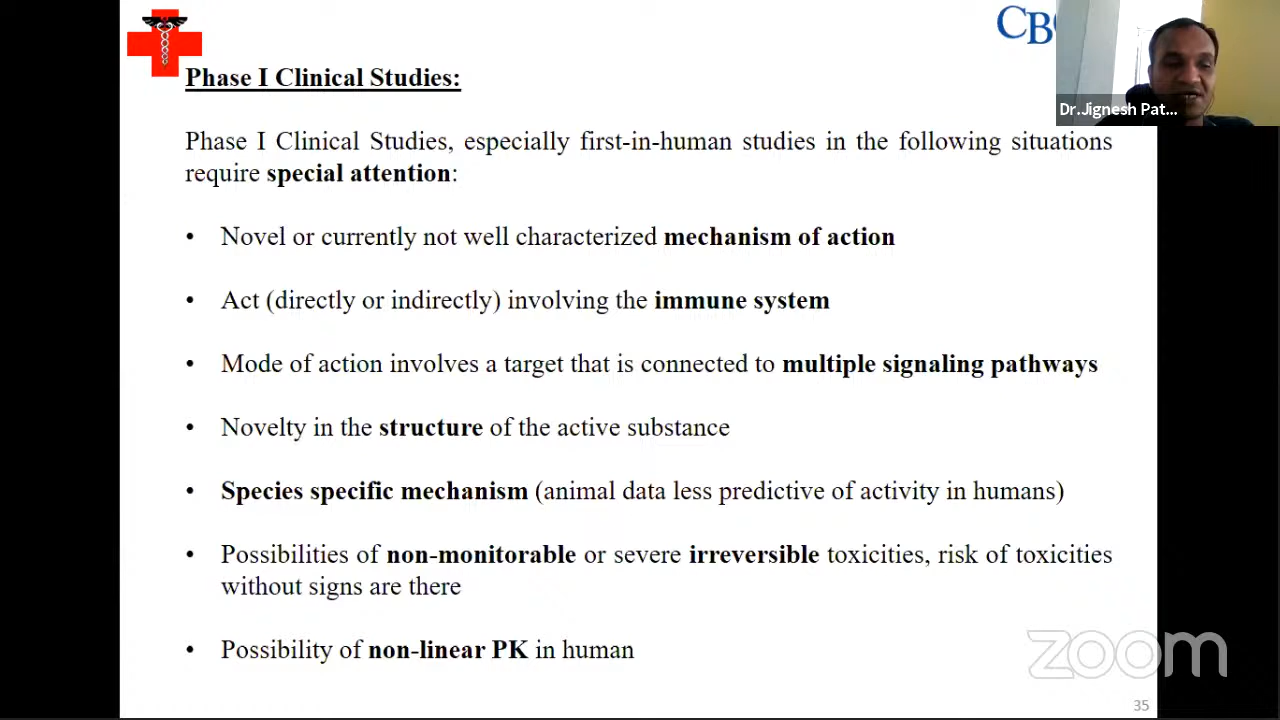 CB
Dr.Jignesh Pat...
Phase I Clinical Studies:
Phase I Clinical Studies, especially first-in-human studies in the following situations
require special attention:
• Novel or currently not well characterized mechanism of action
• Act (directly or indirectly) involving the immune system
• Mode of action involves a target that is connected to multiple signaling pathways
• Novelty in the structure of the active substance
• Species specific mechanism (animal data less predictive of activity in humans)
• Possibilities of non-monitorable or severe irreversible toxicities, risk of toxicities
without signs are there
• Possibility of non-linear PK in human
zoom
35